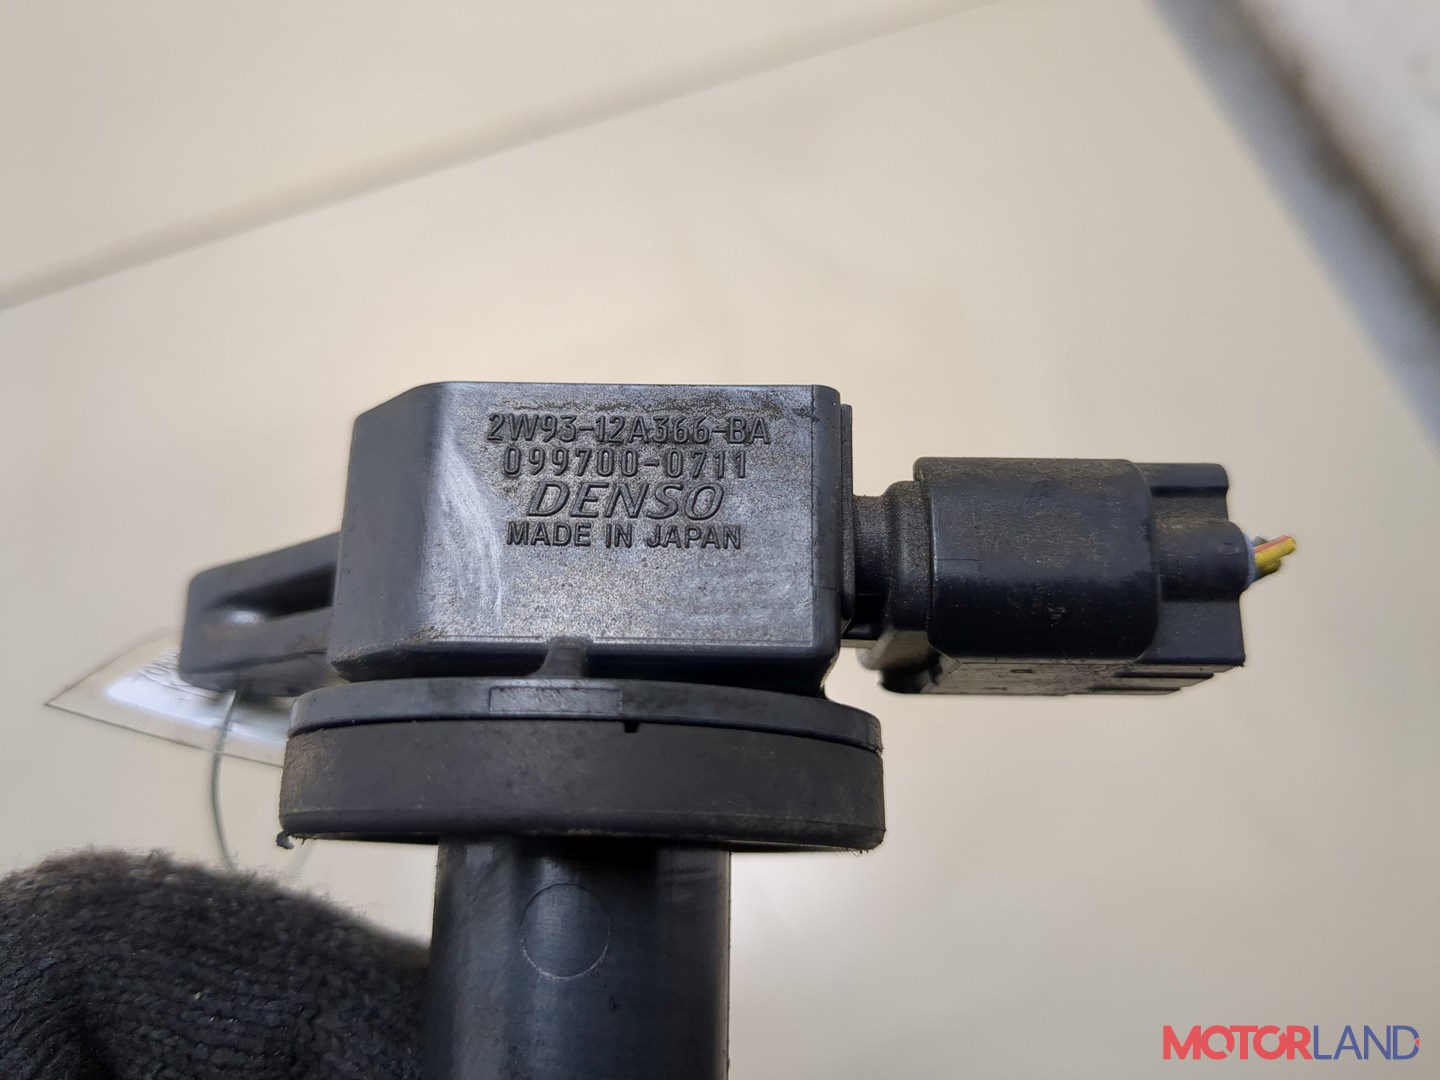 2W93-12A366-BA
099700-0711
DENSO
MADE IN JAPAN
MOTORLAND